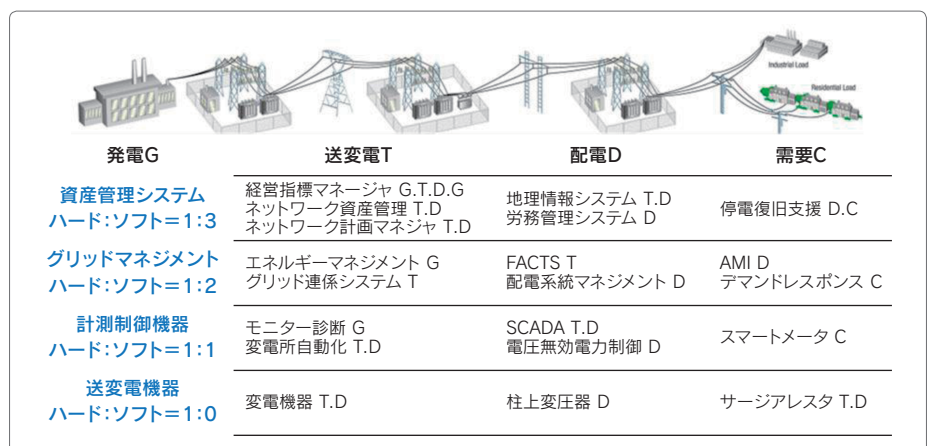 Industrial Load
Residential Load
発電G
送変電T
配電D
需要C
資産管理システム
ハード:ソフト=1:3
経営指標マネージャ G.T.D.G
ネットワーク資産管理 T.D
ネットワーク計画マネジャ T.D
地理情報システム T.D
労務管理システム D
停電復旧支援 D.C
グリッドマネジメント
ハード:ソフト=1:2
エネルギーマネジメント G
グリッド連係システム T
FACTS T
配電系統マネジメント D
AMI D
デマンドレスポンス C
計測制御機器
ハード:ソフト=1:1
モニター診断 G
変電所自動化 T.D
SCADA T.D
電圧無効電力制御 D
スマートメータ C
送変電機器
ハード:ソフト=1:0
変電機器 T.D
柱上変圧器 D
サージアレスタ T.D